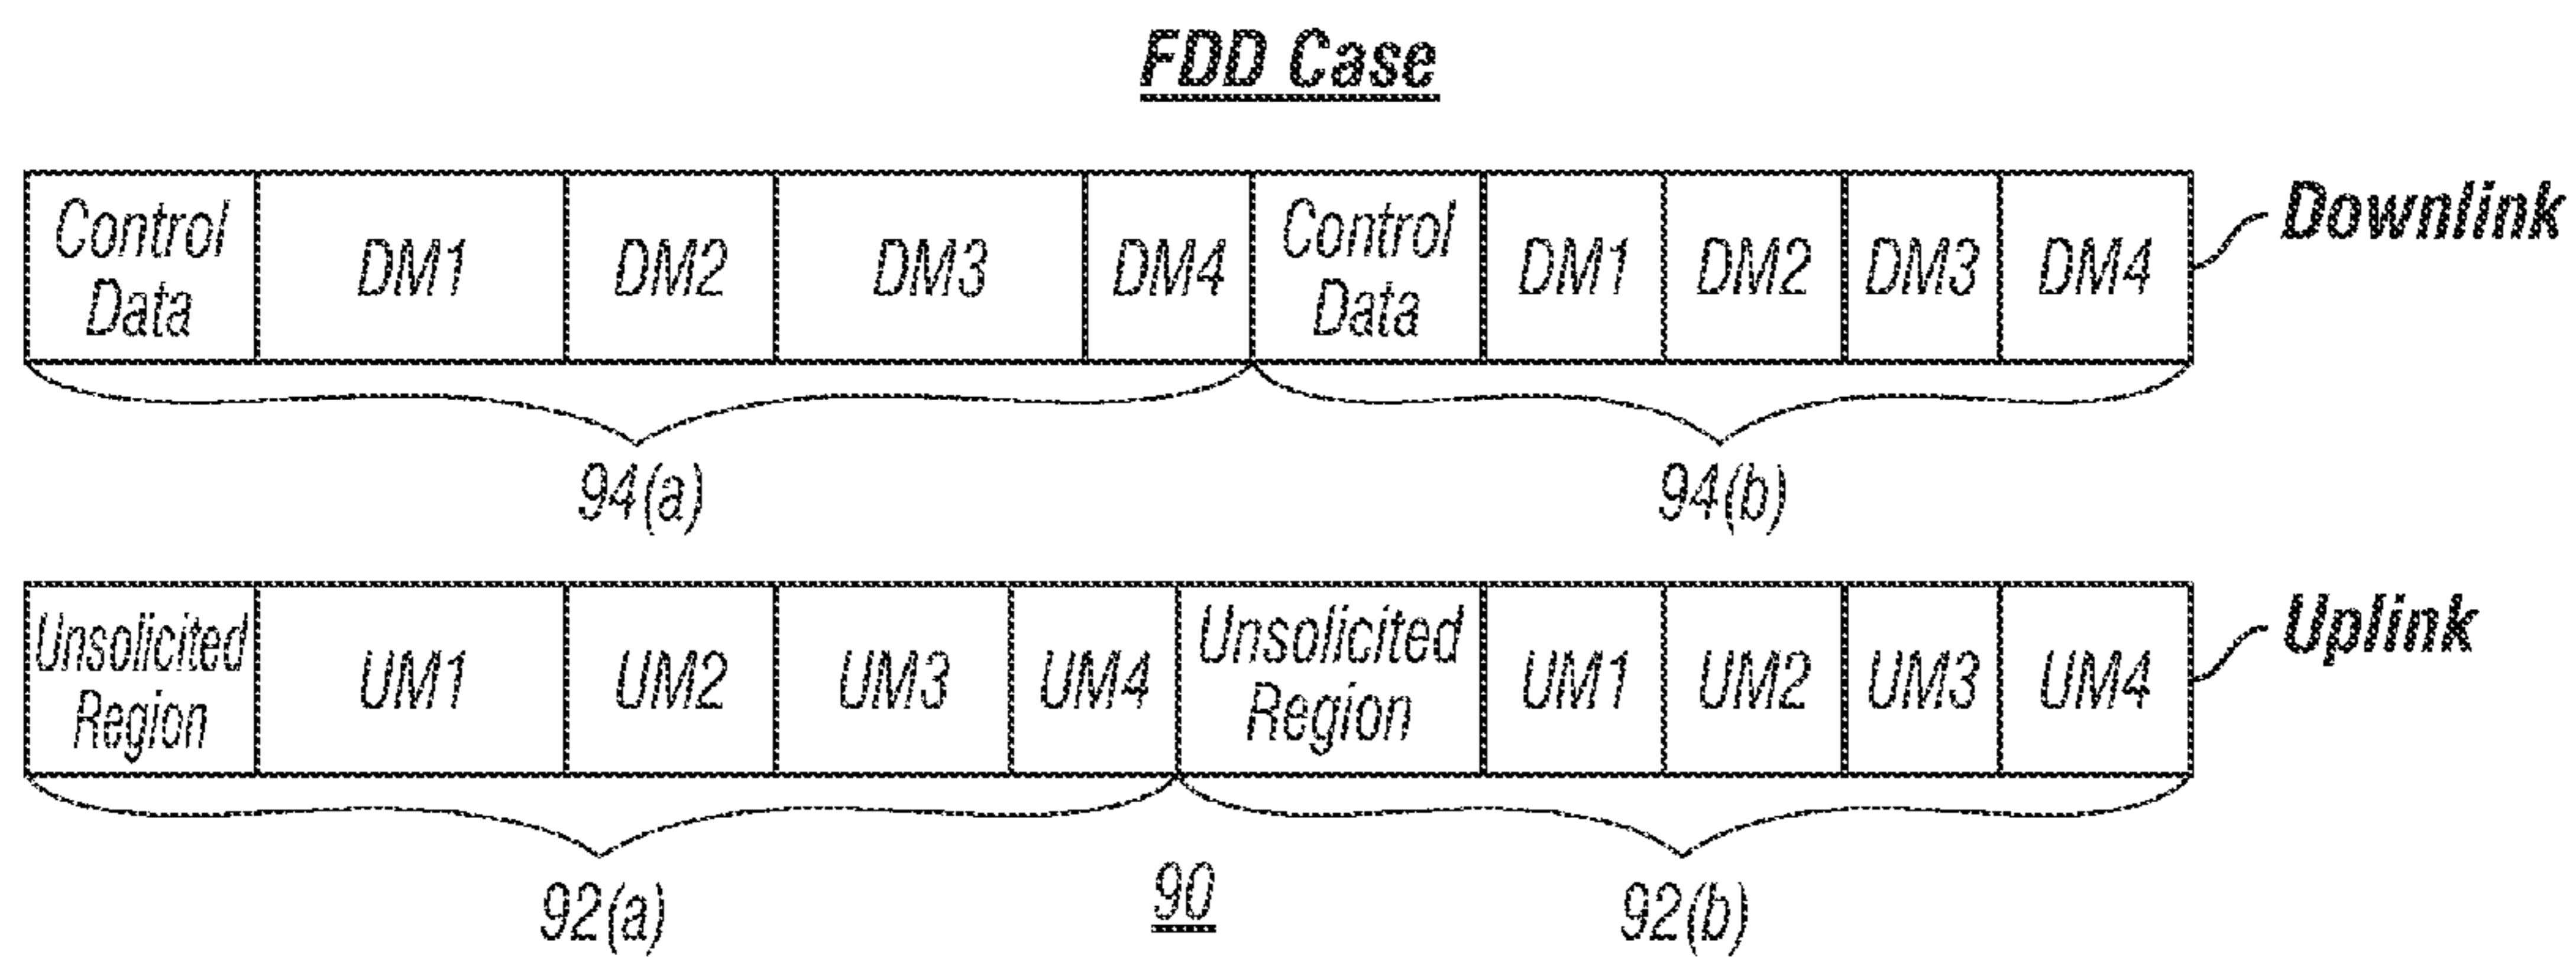 FDD Case
Control Data DM1 DM2 DM3 DM4 Control Data DM1 DM2 DM3 DM4 Downlink
94(a) 94(b)
Unsolicited Region UM1 UM2 UM3 UM4 Unsolicited Region UM1 UM2 UM3 UM4 Uplink
92(a) 90 92(b)